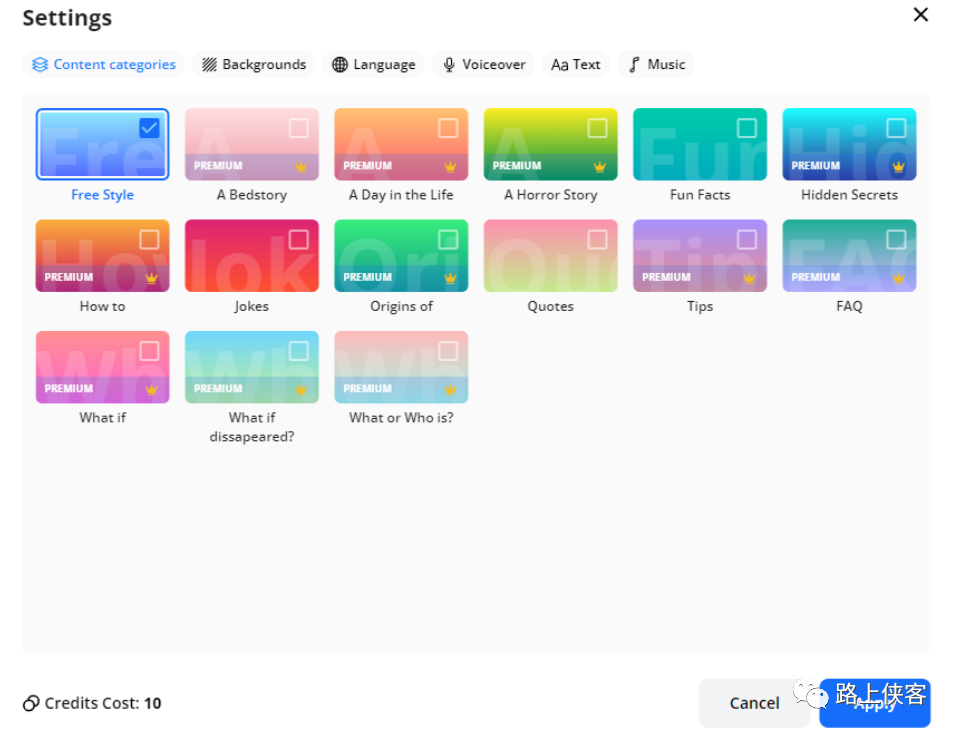 Settings
Content categories
Backgrounds
Language
Voiceover
Aa Text
Music
Fre
Free Style
A
PREMIUM
A Bedstory
A
PREMIUM
A Day in the Life
A
PREMIUM
A Horror Story
Fun
Fun Facts
Hid
PREMIUM
Hidden Secrets
How
PREMIUM
How to
Jok
Jokes
Ori
PREMIUM
Origins of
Quo
Quotes
Tip
PREMIUM
Tips
FAQ
PREMIUM
FAQ
Wh
PREMIUM
What if
Wh
PREMIUM
What if
dissapeared?
Wh
PREMIUM
What or Who is?
Credits Cost: 10
Cancel
Apply
路上侠客